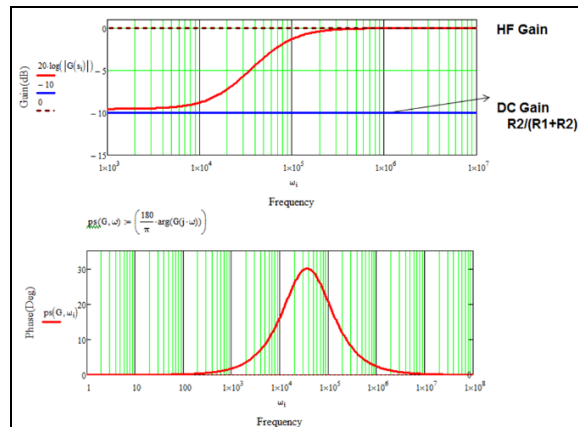 HF Gain
0
20·log(|G(s_i)|)
-10
0
Gain(dB)
-5
-10
-15
DC Gain
R2/(R1+R2)
1×10³ 1×10⁴ 1×10⁵ 1×10⁶ 1×10⁷
ω_i
Frequency
ps(G,ω) := (180/π · arg(G(j·ω)))
30
20
10
0
Phase(Deg)
ps(G,ω_i)
1 10 100 1×10³ 1×10⁴ 1×10⁵ 1×10⁶ 1×10⁷ 1×10⁸
ω_i
Frequency